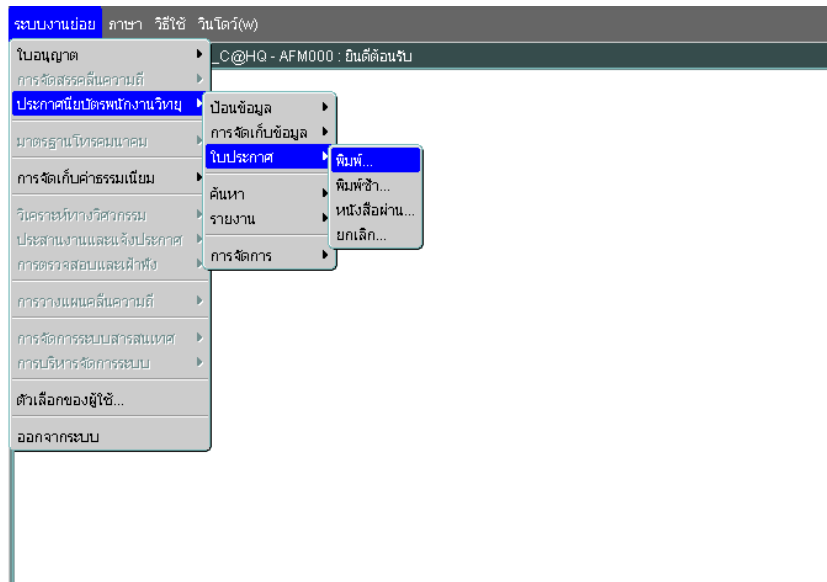 ระบบงานย่อย ภาษา วิธีใช้ วินโดว์(w)
_C@HQ - AFM000 : ยินดีต้อนรับ
ใบอนุญาต
การจัดสรรคลื่นความถี่
ประกาศนียบัตรพนักงานวิทยุ
มาตรฐานโทรคมนาคม
การจัดเก็บค่าธรรมเนียม
วิเคราะห์ทางวิศวกรรม
ประสานงานและแจ้งประกาศ
การตรวจสอบและเฝ้าฟัง
การวางแผนคลื่นความถี่
การจัดการระบบสารสนเทศ
การบริหารจัดการระบบ
ตัวเลือกของผู้ใช้...
ออกจากระบบ
ป้อนข้อมูล
การจัดเก็บข้อมูล
ใบประกาศ
ค้นหา
รายงาน
การจัดการ
พิมพ์...
พิมพ์ซ้ำ...
หนังสือผ่าน...
ยกเลิก...